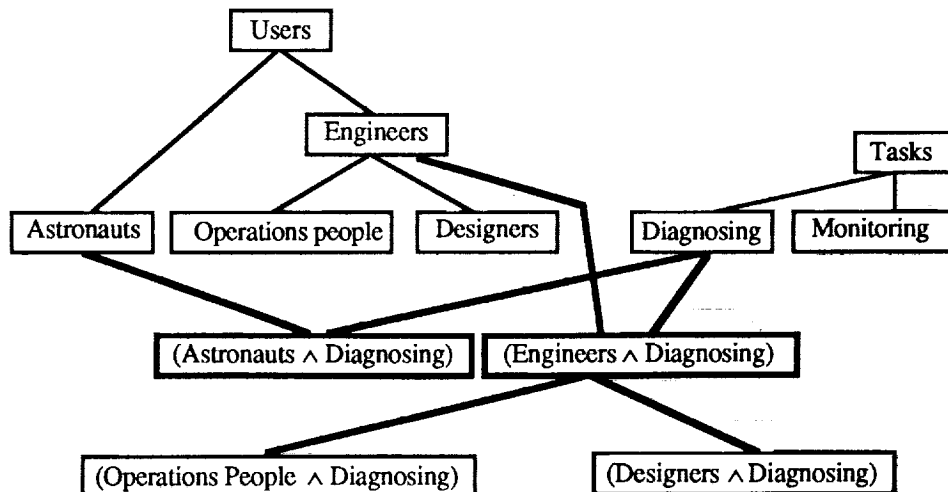 Users
Engineers
Tasks
Astronauts
Operations people
Designers
Diagnosing
Monitoring
(Astronauts ∧ Diagnosing)
(Engineers ∧ Diagnosing)
(Operations People ∧ Diagnosing)
(Designers ∧ Diagnosing)